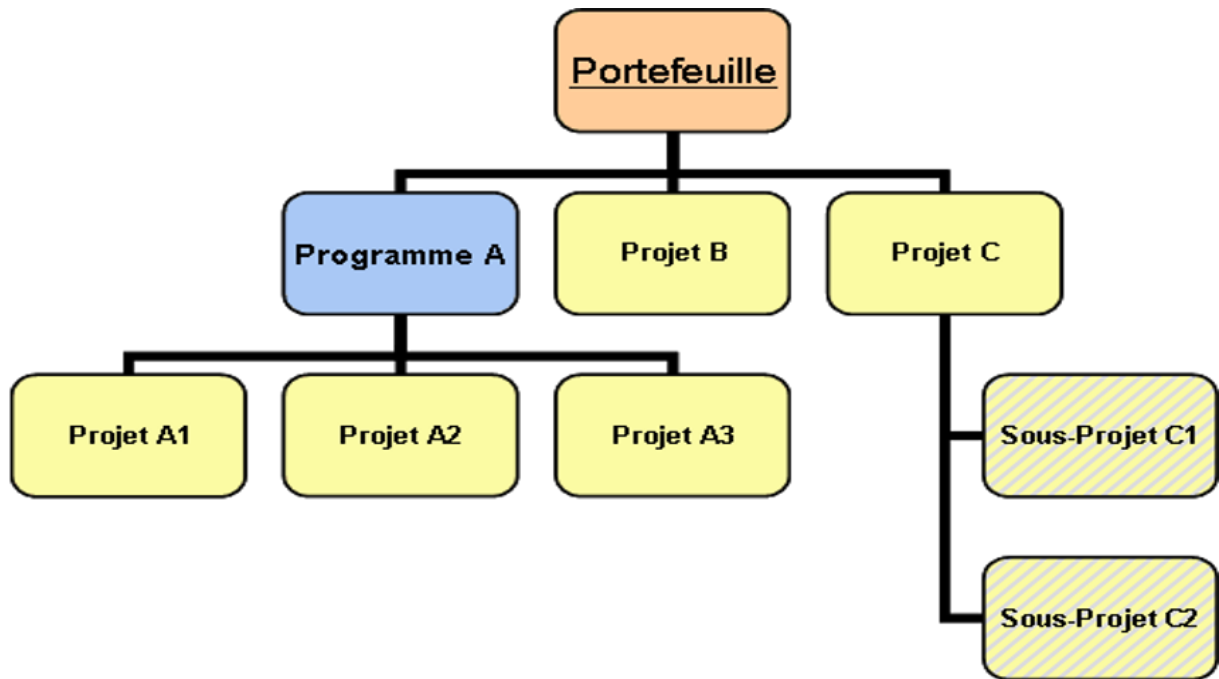 Portefeuille
Programme A
Projet B
Projet C
Projet A1
Projet A2
Projet A3
Sous-Projet C1
Sous-Projet C2